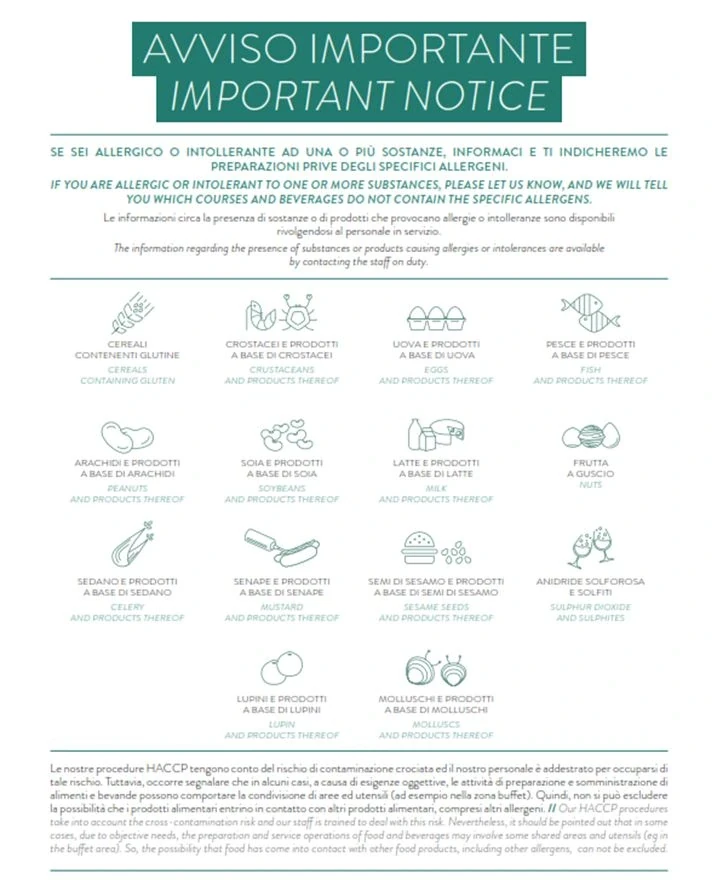 AVVISO IMPORTANTE
IMPORTANT NOTICE
SE SEI ALLERGICO O INTOLLERANTE AD UNA O PIÙ SOSTANZE, INFORMACI E TI INDICHEREMO LE
PREPARAZIONI PRIVE DEGLI SPECIFICI ALLERGENI.
IF YOU ARE ALLERGIC OR INTOLERANT TO ONE OR MORE SUBSTANCES, PLEASE LET US KNOW, AND WE WILL TELL
YOU WHICH COURSES AND BEVERAGES DO NOT CONTAIN THE SPECIFIC ALLERGENS.
Le informazioni circa la presenza di sostanze o di prodotti che provocano allergie o intolleranze sono disponibili
rivolgendosi al personale in servizio.
The information regarding the presence of substances or products causing allergies or intolerances are available
by contacting the staff on duty.
CEREALI
CONTENENTI GLUTINE
CEREALS
CONTAINING GLUTEN
CROSTACEI E PRODOTTI
A BASE DI CROSTACEI
CRUSTACEANS
AND PRODUCTS THEREOF
UOVA E PRODOTTI
A BASE DI UOVA
EGGS
AND PRODUCTS THEREOF
PESCE E PRODOTTI
A BASE DI PESCE
FISH
AND PRODUCTS THEREOF
ARACHIDI E PRODOTTI
A BASE DI ARACHIDI
PEANUTS
AND PRODUCTS THEREOF
SOIA E PRODOTTI
A BASE DI SOIA
SOYBEANS
AND PRODUCTS THEREOF
LATTE E PRODOTTI
A BASE DI LATTE
MILK
AND PRODUCTS THEREOF
FRUTTA
A GUSCIO
NUTS
SEDANO E PRODOTTI
A BASE DI SEDANO
CELERY
AND PRODUCTS THEREOF
SENAPE E PRODOTTI
A BASE DI SENAPE
MUSTARD
AND PRODUCTS THEREOF
SEMI DI SESAMO E PRODOTTI
A BASE DI SEMI DI SESAMO
SESAME SEEDS
AND PRODUCTS THEREOF
ANIDRIDE SOLFOROSA
E SOLFITI
SULPHUR DIOXIDE
AND SULPHITES
LUPINI E PRODOTTI
A BASE DI LUPINI
LUPIN
AND PRODUCTS THEREOF
MOLLUSCHI E PRODOTTI
A BASE DI MOLLUSCHI
MOLLUSCS
AND PRODUCTS THEREOF
Le nostre procedure HACCP tengono conto del rischio di contaminazione crociata ed il nostro personale è addestrato per occuparsi di
tale rischio. Tuttavia, occorre segnalare che in alcuni casi, a causa di esigenze oggettive, le attività di preparazione e somministrazione di
alimenti e bevande possono comportare la condivisione di aree ed utensili (ad esempio nella zona buffet). Quindi, non si può escludere
la possibilità che i prodotti alimentari entrino in contatto con altri prodotti alimentari, compresi altri allergeni. // Our HACCP procedures
take into account the cross-contamination risk and our staff is trained to deal with this risk. Nevertheless, it should be pointed out that in some
cases, due to objective needs, the preparation and service operations of food and beverages may involve some shared areas and utensils (eg in
the buffet area). So, the possibility that food has come into contact with other food products, including other allergens, can not be excluded.